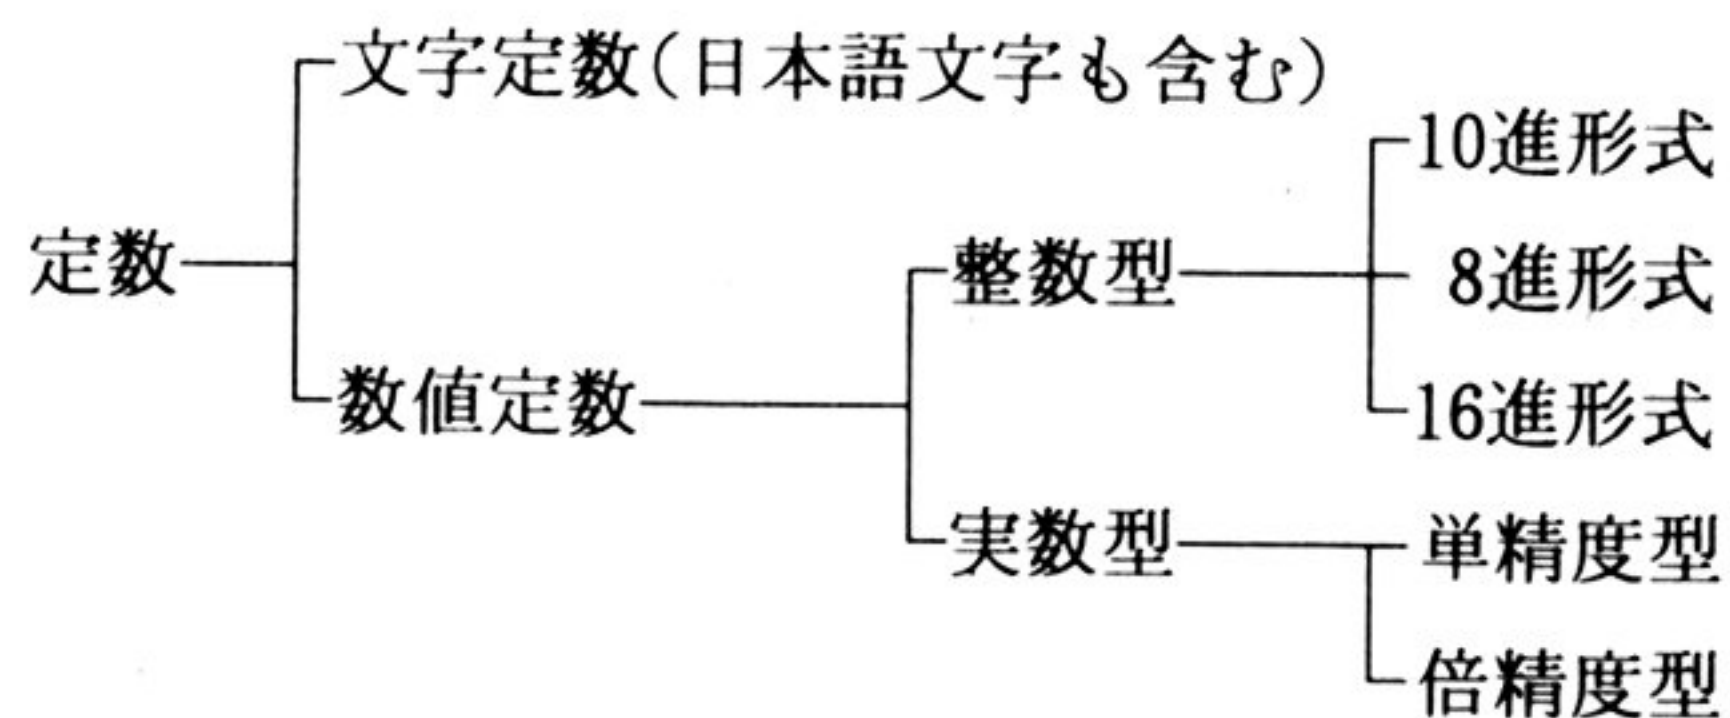 文字定数(日本語文字も含む)
10進形式
定数
整数型
8進形式
数値定数
16進形式
実数型
単精度型
倍精度型